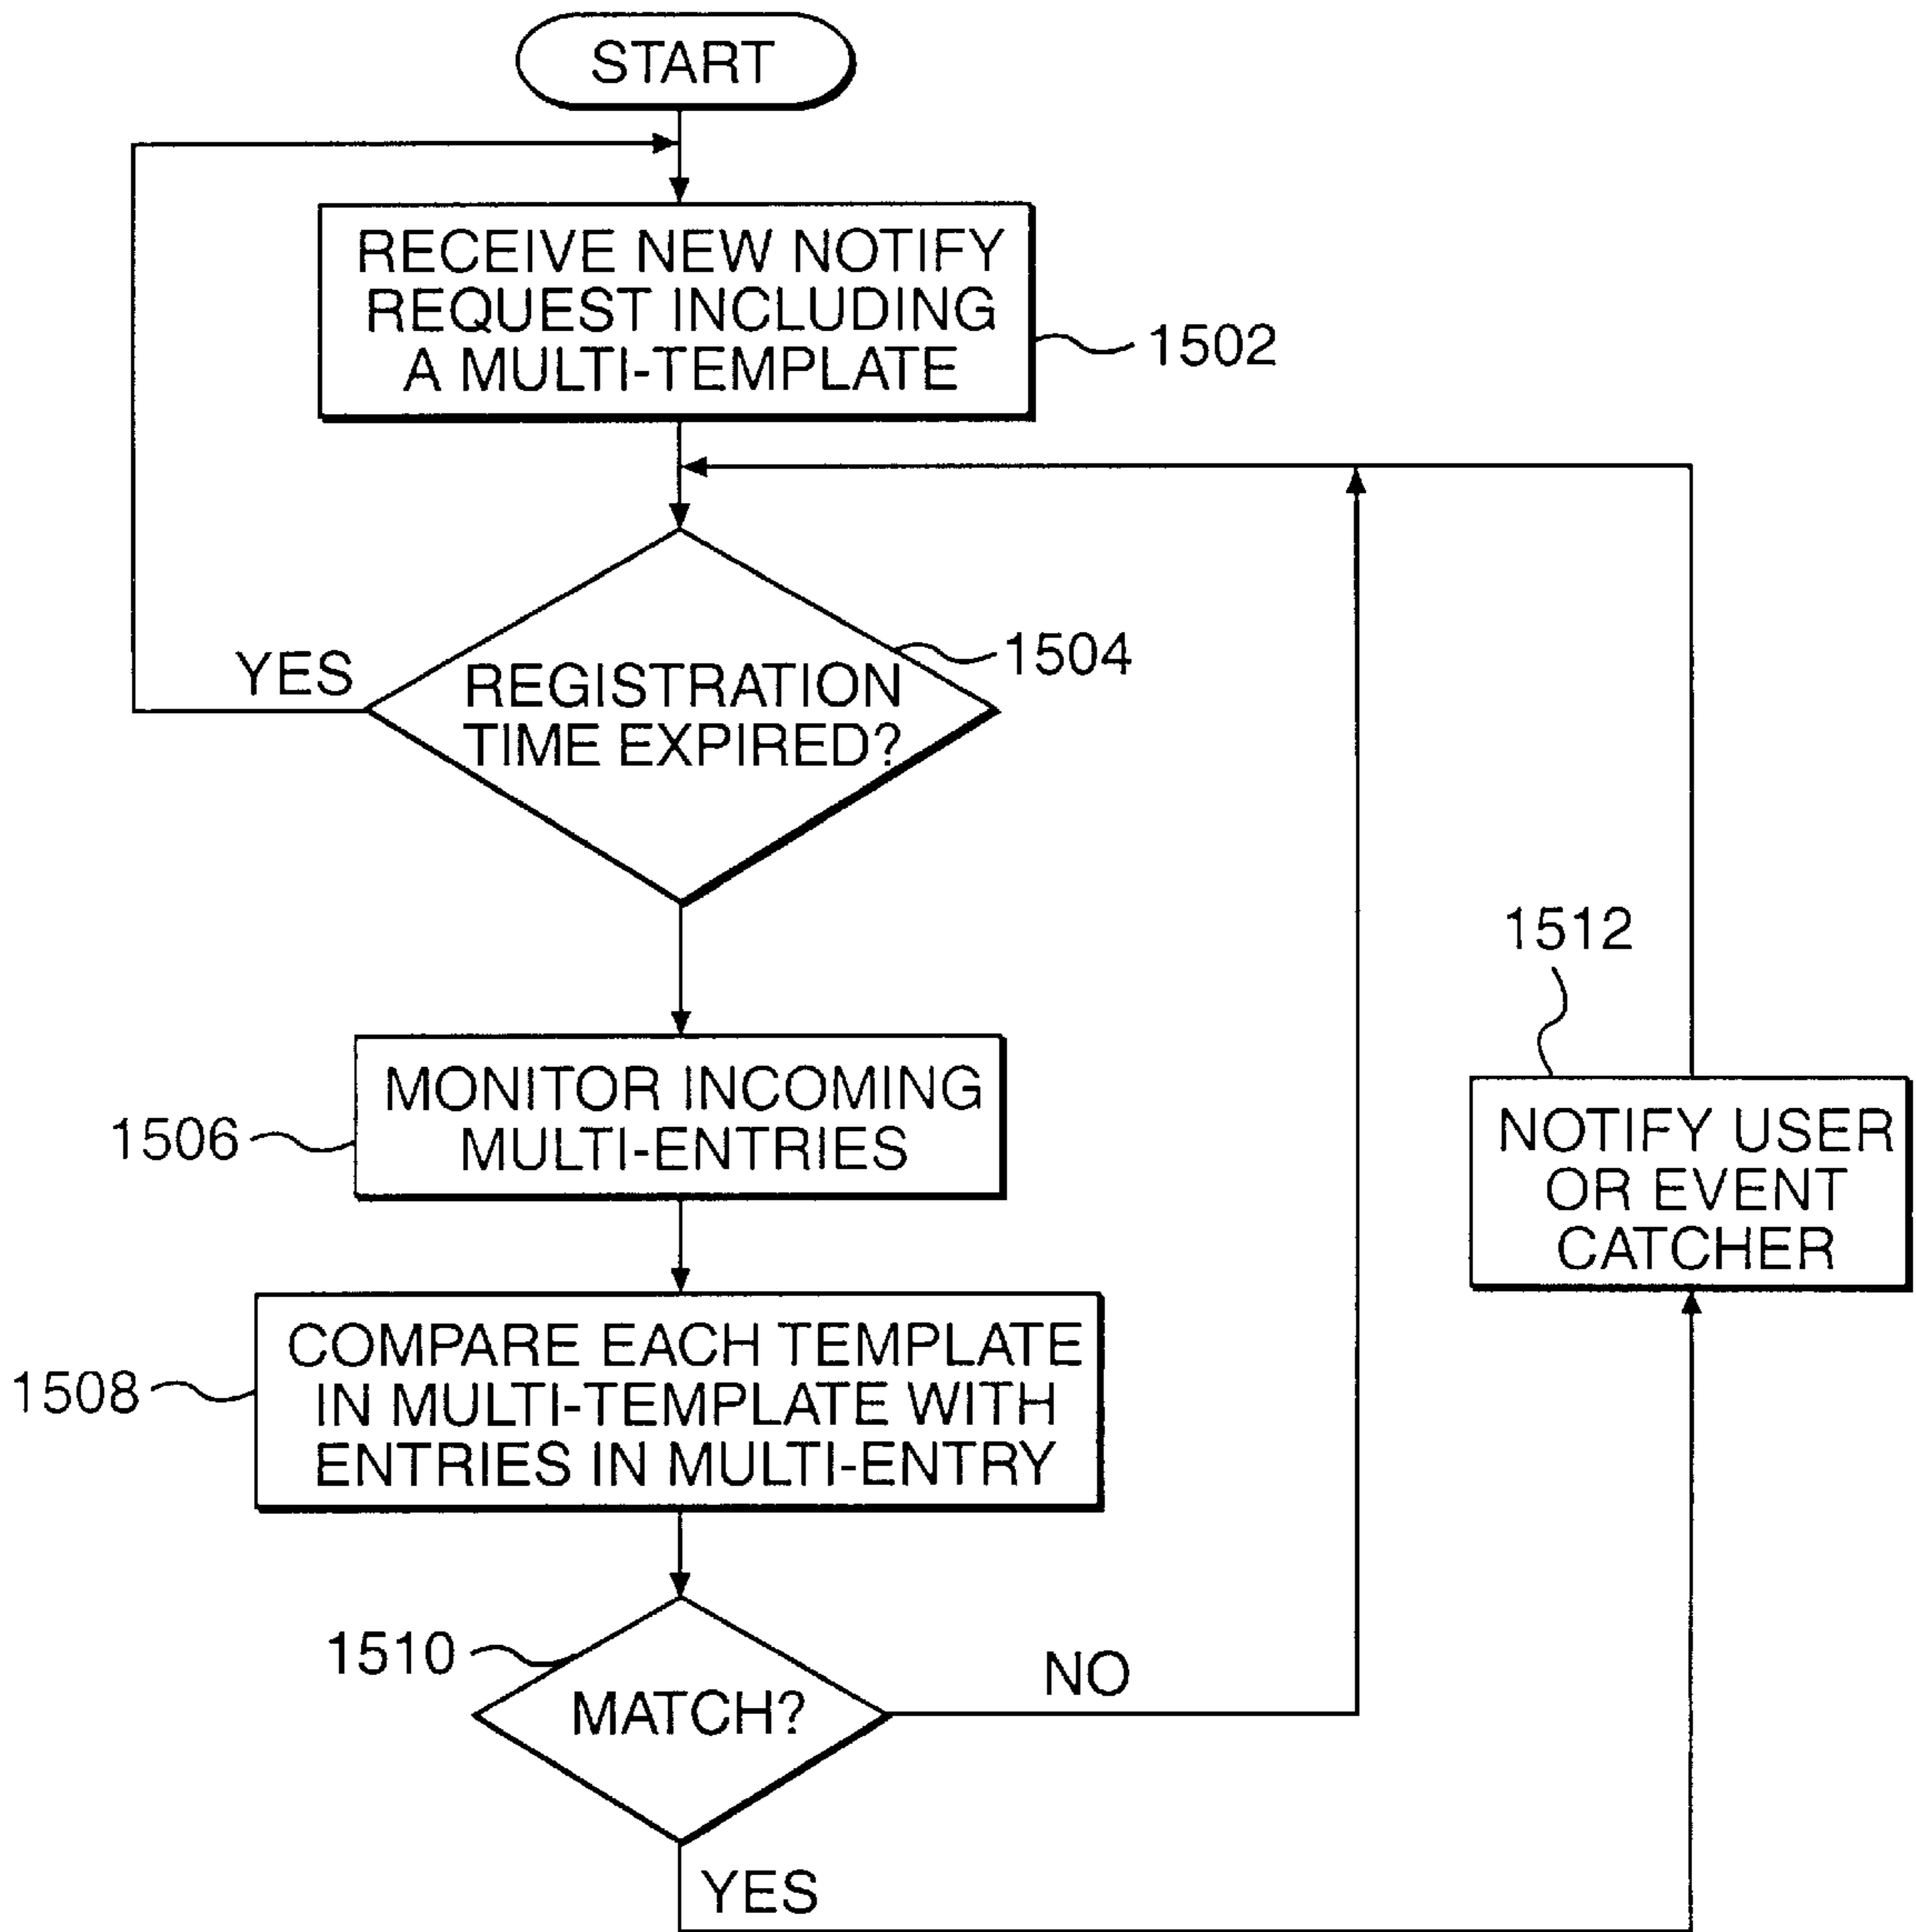 START
RECEIVE NEW NOTIFY
REQUEST INCLUDING
A MULTI-TEMPLATE
1502
YES
REGISTRATION
TIME EXPIRED?
1504
1506
MONITOR INCOMING
MULTI-ENTRIES
1512
NOTIFY USER
OR EVENT
CATCHER
1508
COMPARE EACH TEMPLATE
IN MULTI-TEMPLATE WITH
ENTRIES IN MULTI-ENTRY
1510
MATCH?
NO
YES